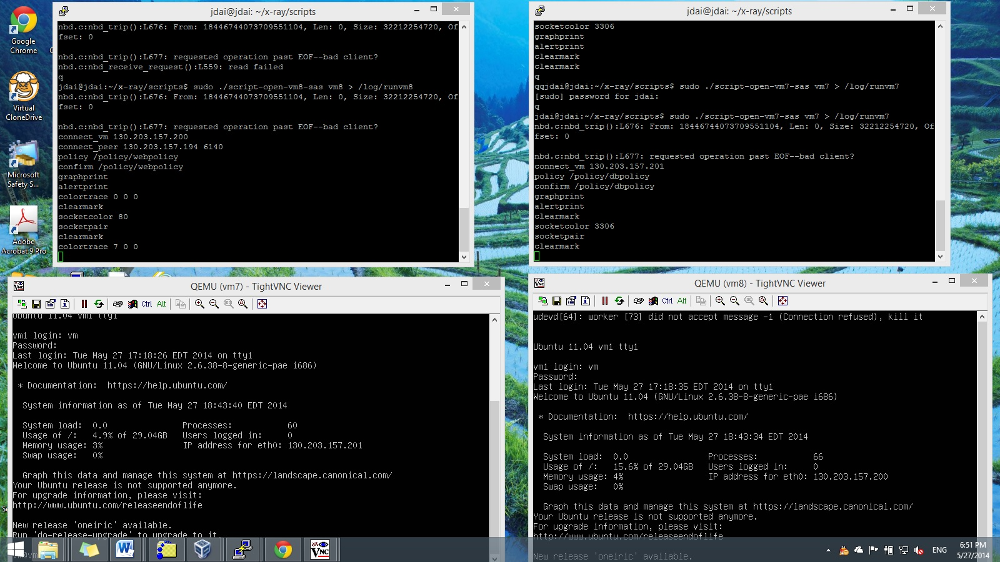 Google
Chrome
Virtual
CloneDrive
Microsoft
Safety S...
Adobe
Acrobat 9 Pro
jdai@jdai: ~/x-ray/scripts
nbd.c:nbd_trip():L676: From: 18446744073709551104, Len: 0, Size: 32212254720, Of
fset: 0
nbd.c:nbd_trip():L677: requested operation past EOF--bad client?
nbd.c:nbd_receive_request():L559: read failed
q
jdai@jdai:~/x-ray/scripts$ sudo ./script-open-vm8-sas vm8 > /log/runvm8
nbd.c:nbd_trip():L676: From: 18446744073709551104, Len: 0, Size: 32212254720, Of
fset: 0
nbd.c:nbd_trip():L677: requested operation past EOF--bad client?
connect_vm 130.203.157.200
connect_peer 130.203.157.194 6140
policy /policy/webpolicy
confirm /policy/webpolicy
graphprint
alertprint
colortrace 0 0 0
clearmark
socketcolor 80
socketpair
clearmark
colortrace 7 0 0
jdai@jdai: ~/x-ray/scripts
socketcolor 3306
graphprint
alertprint
clearmark
clearmark
q
qqjdai@jdai:~/x-ray/scripts$ sudo ./script-open-vm7-sas vm7 > /log/runvm7
[sudo] password for jdai:
q
jdai@jdai:~/x-ray/scripts$ sudo ./script-open-vm7-sas vm7 > /log/runvm7
nbd.c:nbd_trip():L676: From: 18446744073709551104, Len: 0, Size: 32212254720, Of
fset: 0
nbd.c:nbd_trip():L677: requested operation past EOF--bad client?
connect_vm 130.203.157.201
policy /policy/dbpolicy
confirm /policy/dbpolicy
graphprint
alertprint
clearmark
socketcolor 3306
socketpair
clearmark
QEMU (vm7) - TightVNC Viewer
Ctrl Alt
Ubuntu 11.04 vm1 tty1
vm1 login: vm
Password:
Last login: Tue May 27 17:18:26 EDT 2014 on tty1
Welcome to Ubuntu 11.04 (GNU/Linux 2.6.38-8-generic-pae i686)
* Documentation: https://help.ubuntu.com/
System information as of Tue May 27 18:43:40 EDT 2014
System load: 0.0 Processes: 60
Usage of /: 4.9% of 29.04GB Users logged in: 0
Memory usage: 3% IP address for eth0: 130.203.157.201
Swap usage: 0%
Graph this data and manage this system at https://landscape.canonical.com/
Your Ubuntu release is not supported anymore.
For upgrade information, please visit:
http://www.ubuntu.com/releaseendoflife
New release 'oneiric' available.
Run 'do-release-upgrade' to upgrade to it
QEMU (vm8) - TightVNC Viewer
Ctrl Alt
udevd[64]: worker [73] did not accept message -1 (Connection refused), kill it
Ubuntu 11.04 vm1 tty1
vm1 login: vm
Password:
Last login: Tue May 27 17:18:35 EDT 2014 on tty1
Welcome to Ubuntu 11.04 (GNU/Linux 2.6.38-8-generic-pae i686)
* Documentation: https://help.ubuntu.com/
System information as of Tue May 27 18:43:34 EDT 2014
System load: 0.0 Processes: 66
Usage of /: 15.6% of 29.04GB Users logged in: 0
Memory usage: 4% IP address for eth0: 130.203.157.200
Swap usage: 0%
Graph this data and manage this system at https://landscape.canonical.com/
Your Ubuntu release is not supported anymore.
For upgrade information, please visit:
http://www.ubuntu.com/releaseendoflife
New release 'oneiric' available.
ENG
6:51 PM
5/27/2014